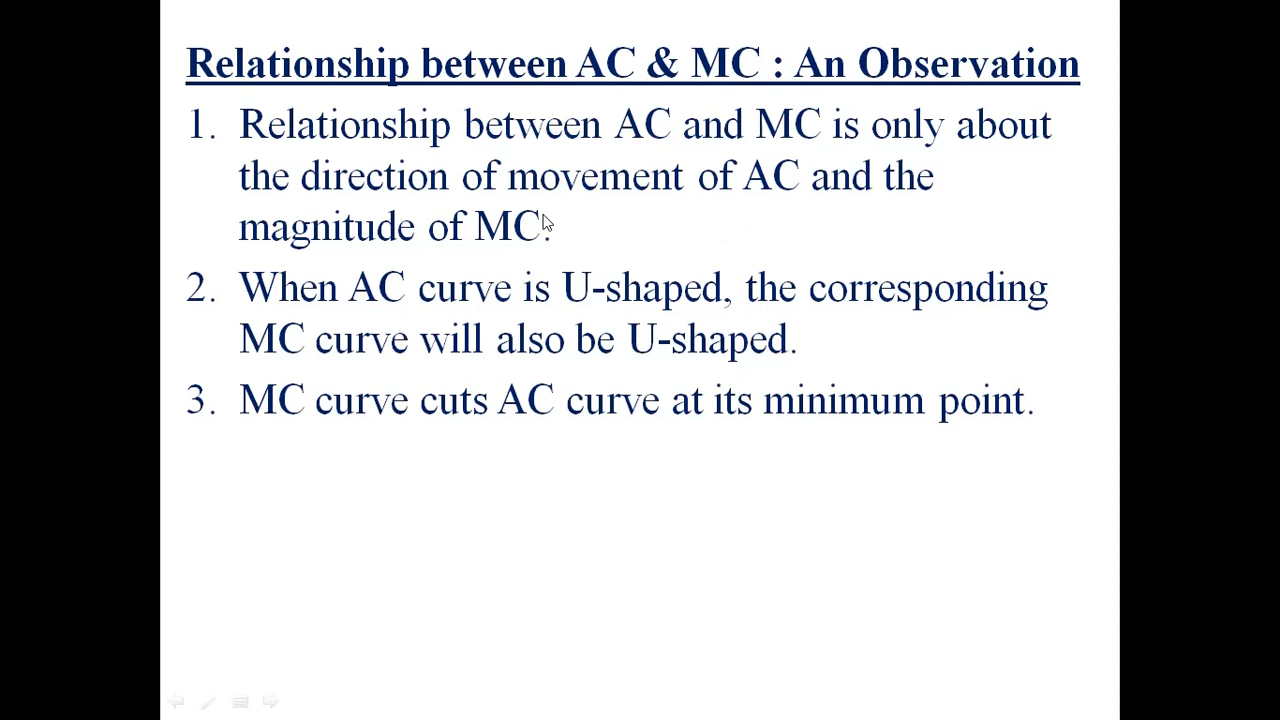 Relationship between AC & MC : An Observation
1. Relationship between AC and MC is only about
the direction of movement of AC and the
magnitude of MC.
2. When AC curve is U-shaped, the corresponding
MC curve will also be U-shaped.
3. MC curve cuts AC curve at its minimum point.